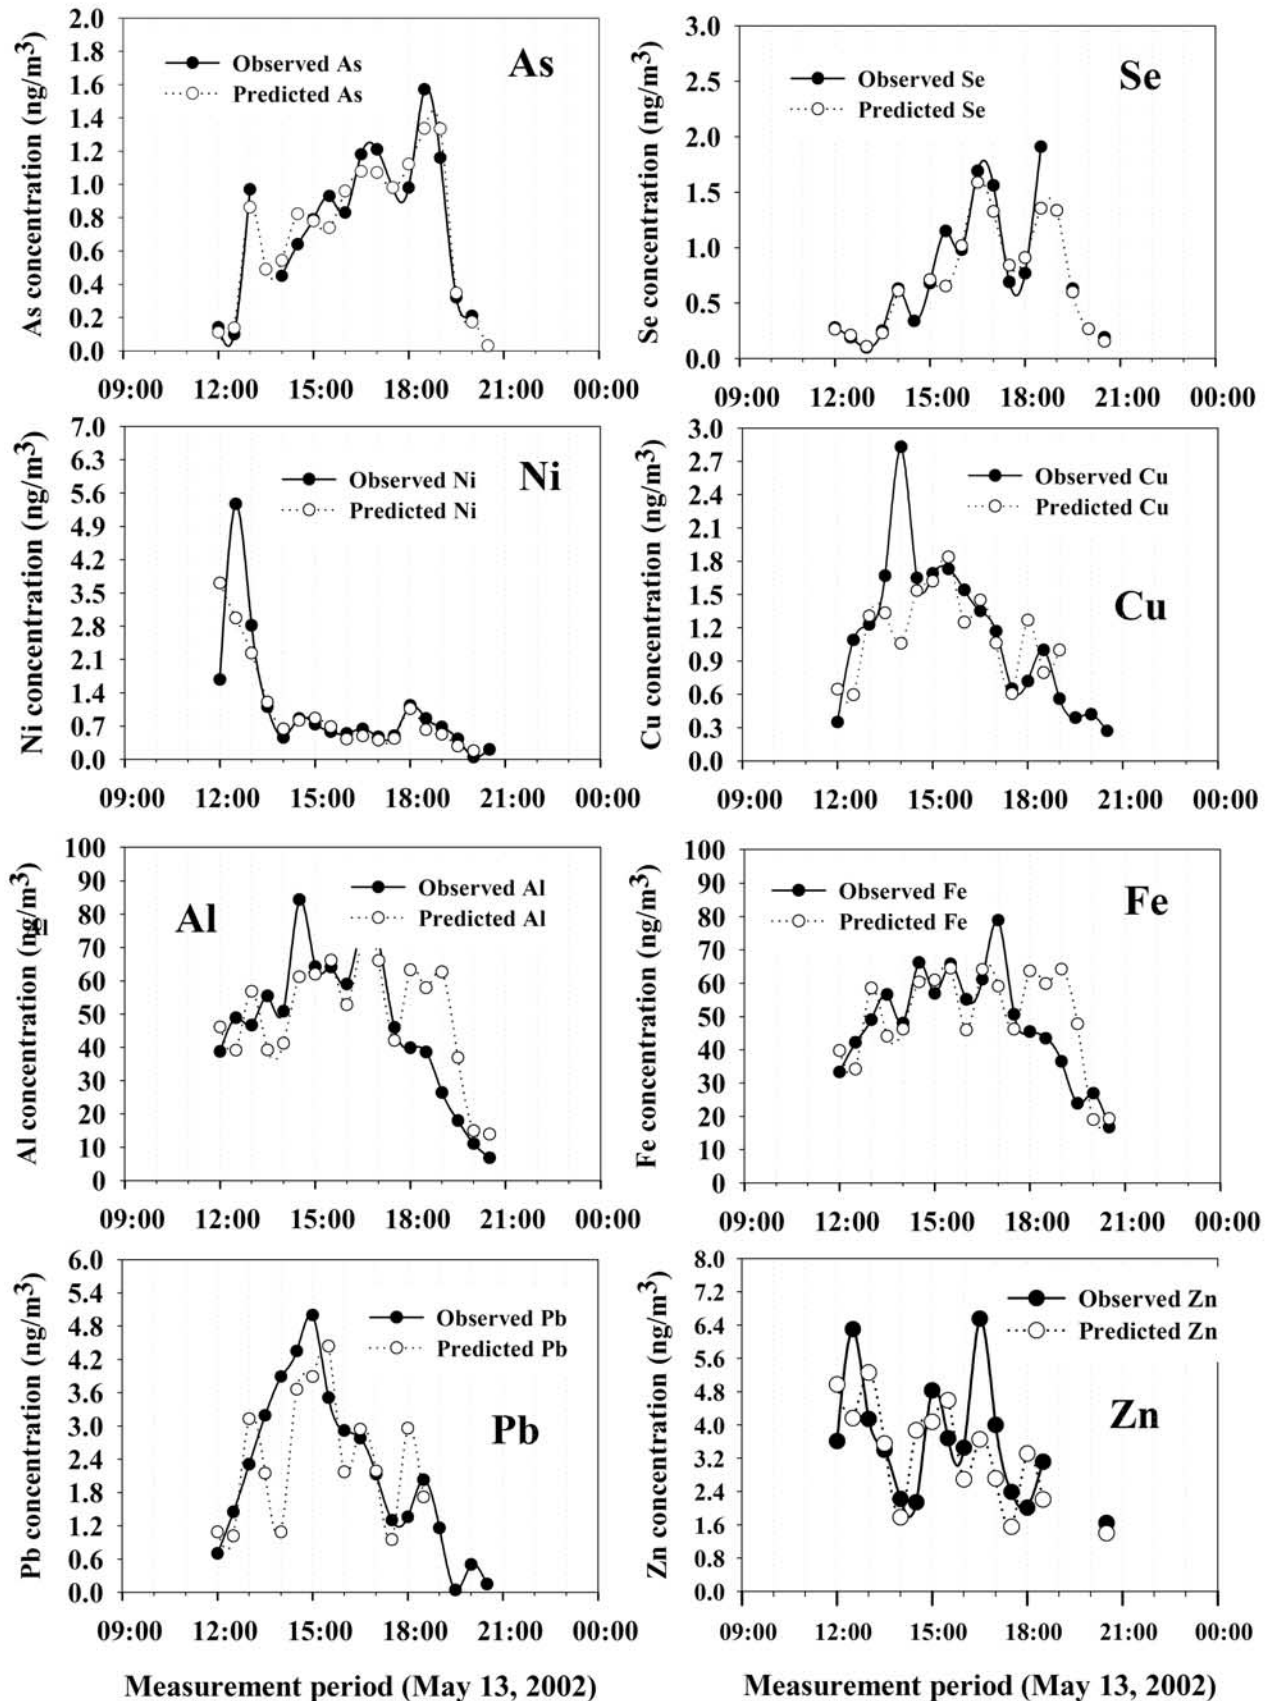 As concentration (ng/m3)
2.0
1.8
1.6
1.4
1.2
1.0
0.8
0.6
0.4
0.2
0.0
Observed As
Predicted As
As
09:00 12:00 15:00 18:00 21:00 00:00
Se concentration (ng/m3)
3.0
2.5
2.0
1.5
1.0
0.5
0.0
Observed Se
Predicted Se
Se
09:00 12:00 15:00 18:00 21:00 00:00
Ni concentration (ng/m3)
7.0
6.3
5.6
4.9
4.2
3.5
2.8
2.1
1.4
0.7
0.0
Observed Ni
Predicted Ni
Ni
09:00 12:00 15:00 18:00 21:00 00:00
Cu concentration (ng/m3)
3.0
2.7
2.4
2.1
1.8
1.5
1.2
0.9
0.6
0.3
0.0
Observed Cu
Predicted Cu
Cu
09:00 12:00 15:00 18:00 21:00 00:00
Al concentration (ng/m3)
100
90
80
70
60
50
40
30
20
10
0
Observed Al
Predicted Al
Al
09:00 12:00 15:00 18:00 21:00 00:00
Fe concentration (ng/m3)
100
90
80
70
60
50
40
30
20
10
0
Observed Fe
Predicted Fe
Fe
09:00 12:00 15:00 18:00 21:00 00:00
Pb concentration (ng/m3)
6.0
5.4
4.8
4.2
3.6
3.0
2.4
1.8
1.2
0.6
0.0
Observed Pb
Predicted Pb
Pb
09:00 12:00 15:00 18:00 21:00 00:00
Measurement period (May 13, 2002)
Zn concentration (ng/m3)
8.0
7.2
6.4
5.6
4.8
4.0
3.2
2.4
1.6
0.8
0.0
Observed Zn
Predicted Zn
Zn
09:00 12:00 15:00 18:00 21:00 00:00
Measurement period (May 13, 2002)